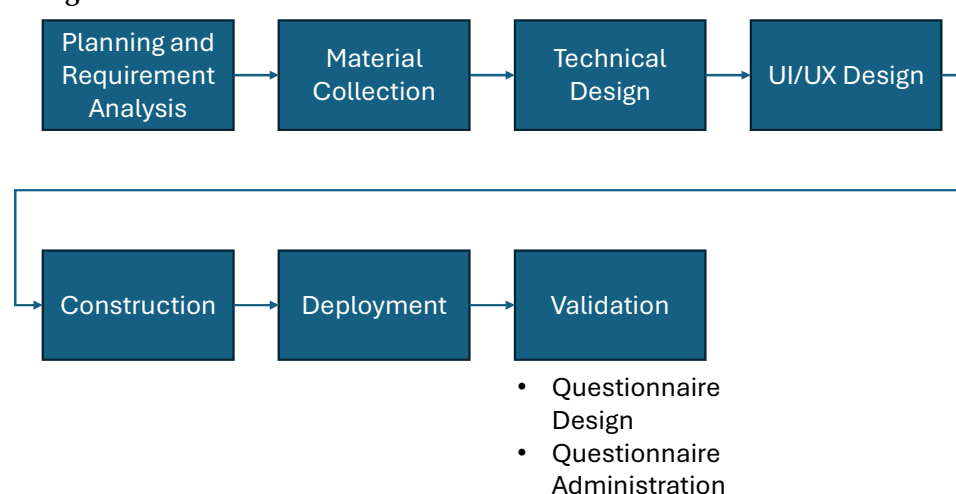 Planning and
Requirement
Analysis
Material
Collection
Technical
Design
UI/UX Design
Construction
Deployment
Validation
• Questionnaire
Design
• Questionnaire
Administration